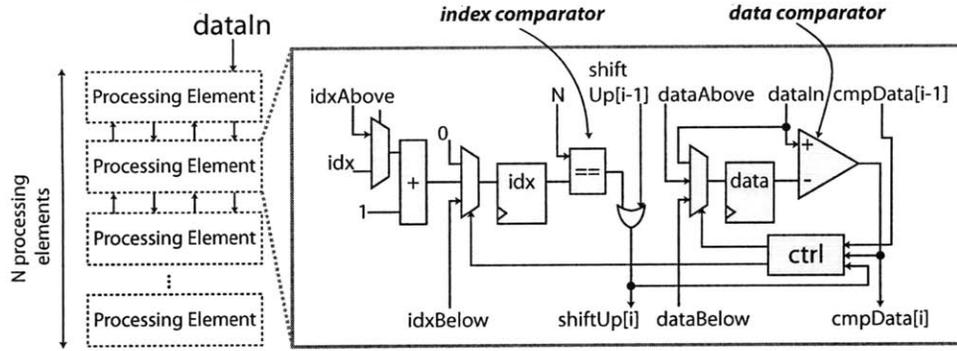 index comparator
data comparator
dataIn
N processing
elements
Processing Element
Processing Element
Processing Element
⋮
Processing Element
idxAbove
idx
1
+
0
idx
N
==
shift
Up[i-1]
dataAbove
dataIn
cmpData[i-1]
data
+
-
ctrl
idxBelow
shiftUp[i]
dataBelow
cmpData[i]